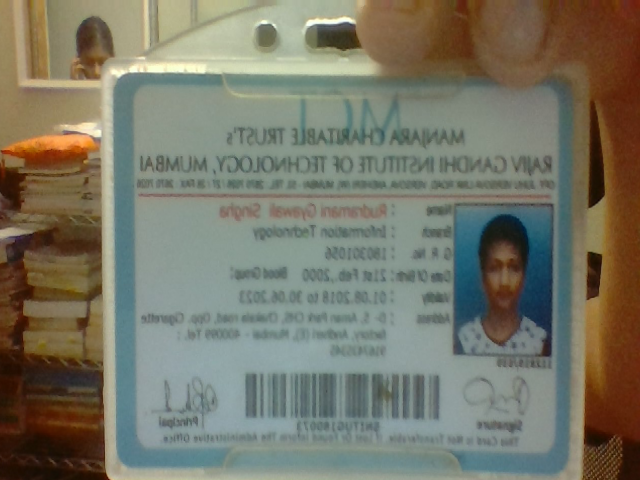 MCT
MANJARA CHARITABLE TRUST's
RAJIV GANDHI INSTITUTE OF TECHNOLOGY, MUMBAI
Name : Rudramani Gyawali Singha
Branch : Information Technology
G. R. No. : 180301056
Date Of Birth : 21st Feb.,2000 Blood Group:
Validity : 01.08.2018 to 30.06.2023
Address : D- 5, Aman Park CHS, Chakala road, Opp. Cigarette
factory, Andheri (E), Mumbai - 400099 Tel. :
SNITUG180073
Signature
Principal
This Card is Not Transferable. If Lost Or Found Inform The Administrative Office